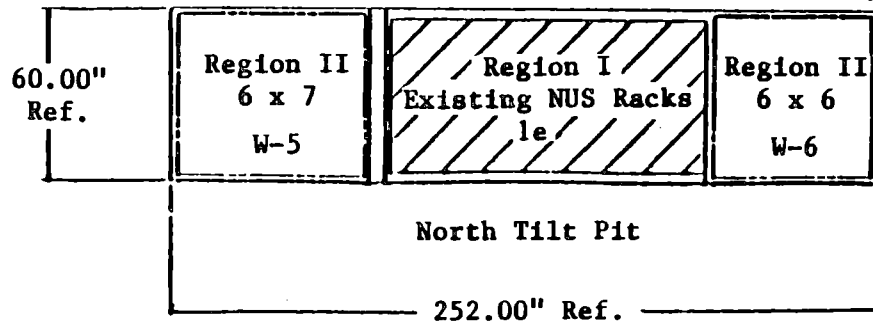 60.00"
Ref.
Region II
6 x 7
W-5
Region I
Existing NUS Racks
1e
Region II
6 x 6
W-6
North Tilt Pit
252.00" Ref.